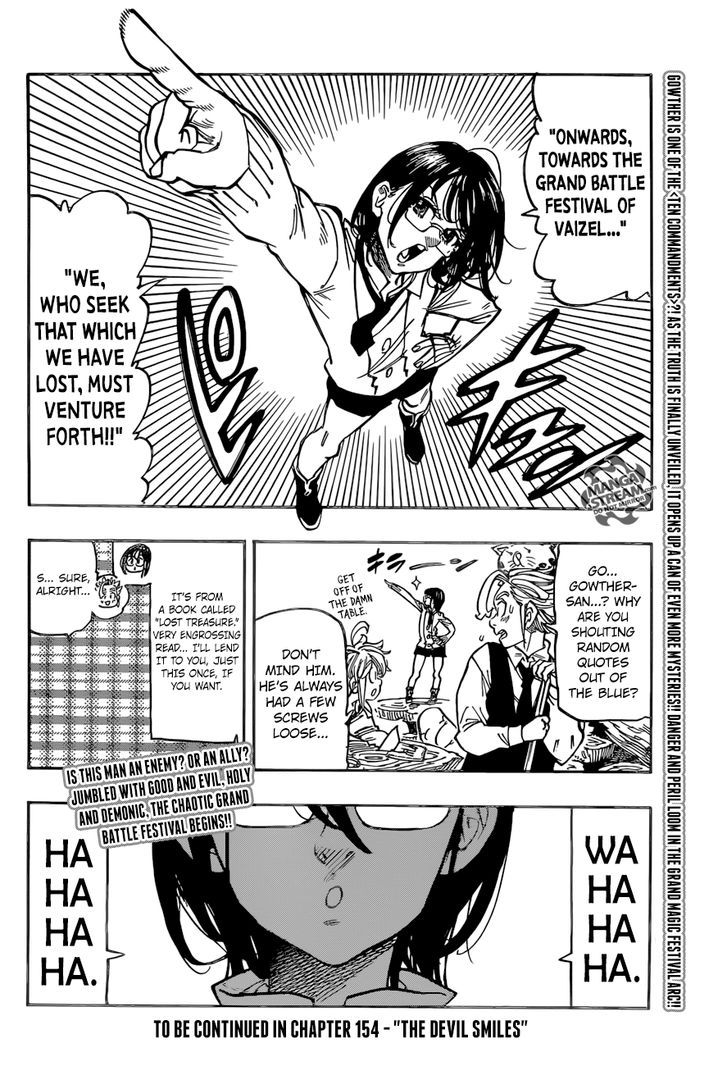 "ONWARDS,
TOWARDS THE
GRAND BATTLE
FESTIVAL OF
VAIZEL..."
"WE,
WHO SEEK
THAT WHICH
WE HAVE
LOST, MUST
VENTURE
FORTH!!"
GOWTHER IS ONE OF THE <TEN COMMANDMENTS>?! AS THE TRUTH IS FINALLY UNVEILED, IT OPENS UP A CAN OF EVEN MORE MYSTERIES!! DANGER AND PERIL LOOM IN THE GRAND MAGIC FESTIVAL ARC!!
MANGA
STREAM.com
DO NOT MIRROR
GO...
GOWTHER-
SAN...? WHY
ARE YOU
SHOUTING
RANDOM
QUOTES
OUT OF
THE BLUE?
GET
OFF OF
THE DAMN
TABLE.
DON'T
MIND HIM.
HE'S ALWAYS
HAD A FEW
SCREWS
LOOSE...
IT'S FROM
A BOOK CALLED
"LOST TREASURE."
VERY ENGROSSING
READ... I'LL LEND
IT TO YOU, JUST
THIS ONCE, IF
YOU WANT.
S... SURE,
ALRIGHT...
IS THIS MAN AN ENEMY? OR AN ALLY?
JUMBLED WITH GOOD AND EVIL, HOLY
AND DEMONIC, THE CHAOTIC GRAND
BATTLE FESTIVAL BEGINS!!
WA
HA
HA
HA.
HA
HA
HA
HA.
TO BE CONTINUED IN CHAPTER 154 - "THE DEVIL SMILES"